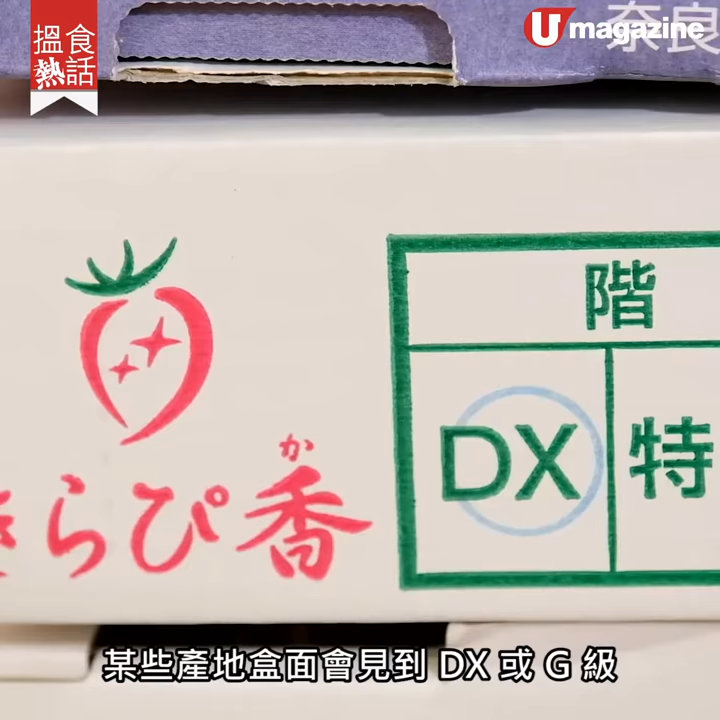 搵食
熱話
U magazine
奈良
階
DX
特
か
きらぴ香
某些產地盒面會見到 DX 或 G 級